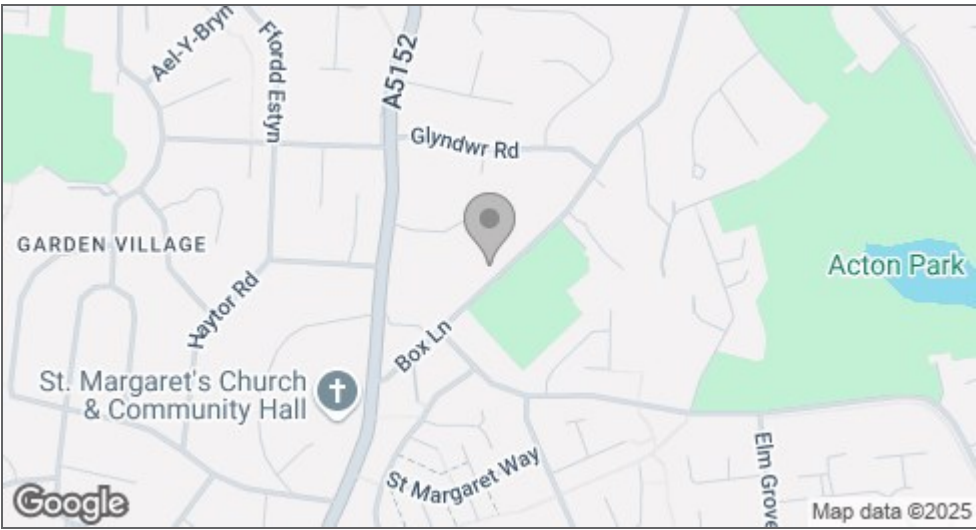 Ael-Y-Bryn
Ffordd Estyn
A5152
Glyndwr Rd
GARDEN VILLAGE
Acton Park
Haytor Rd
Box Ln
St. Margaret's Church
& Community Hall
St Margaret Way
Elm Grove
Google
Map data ©2025